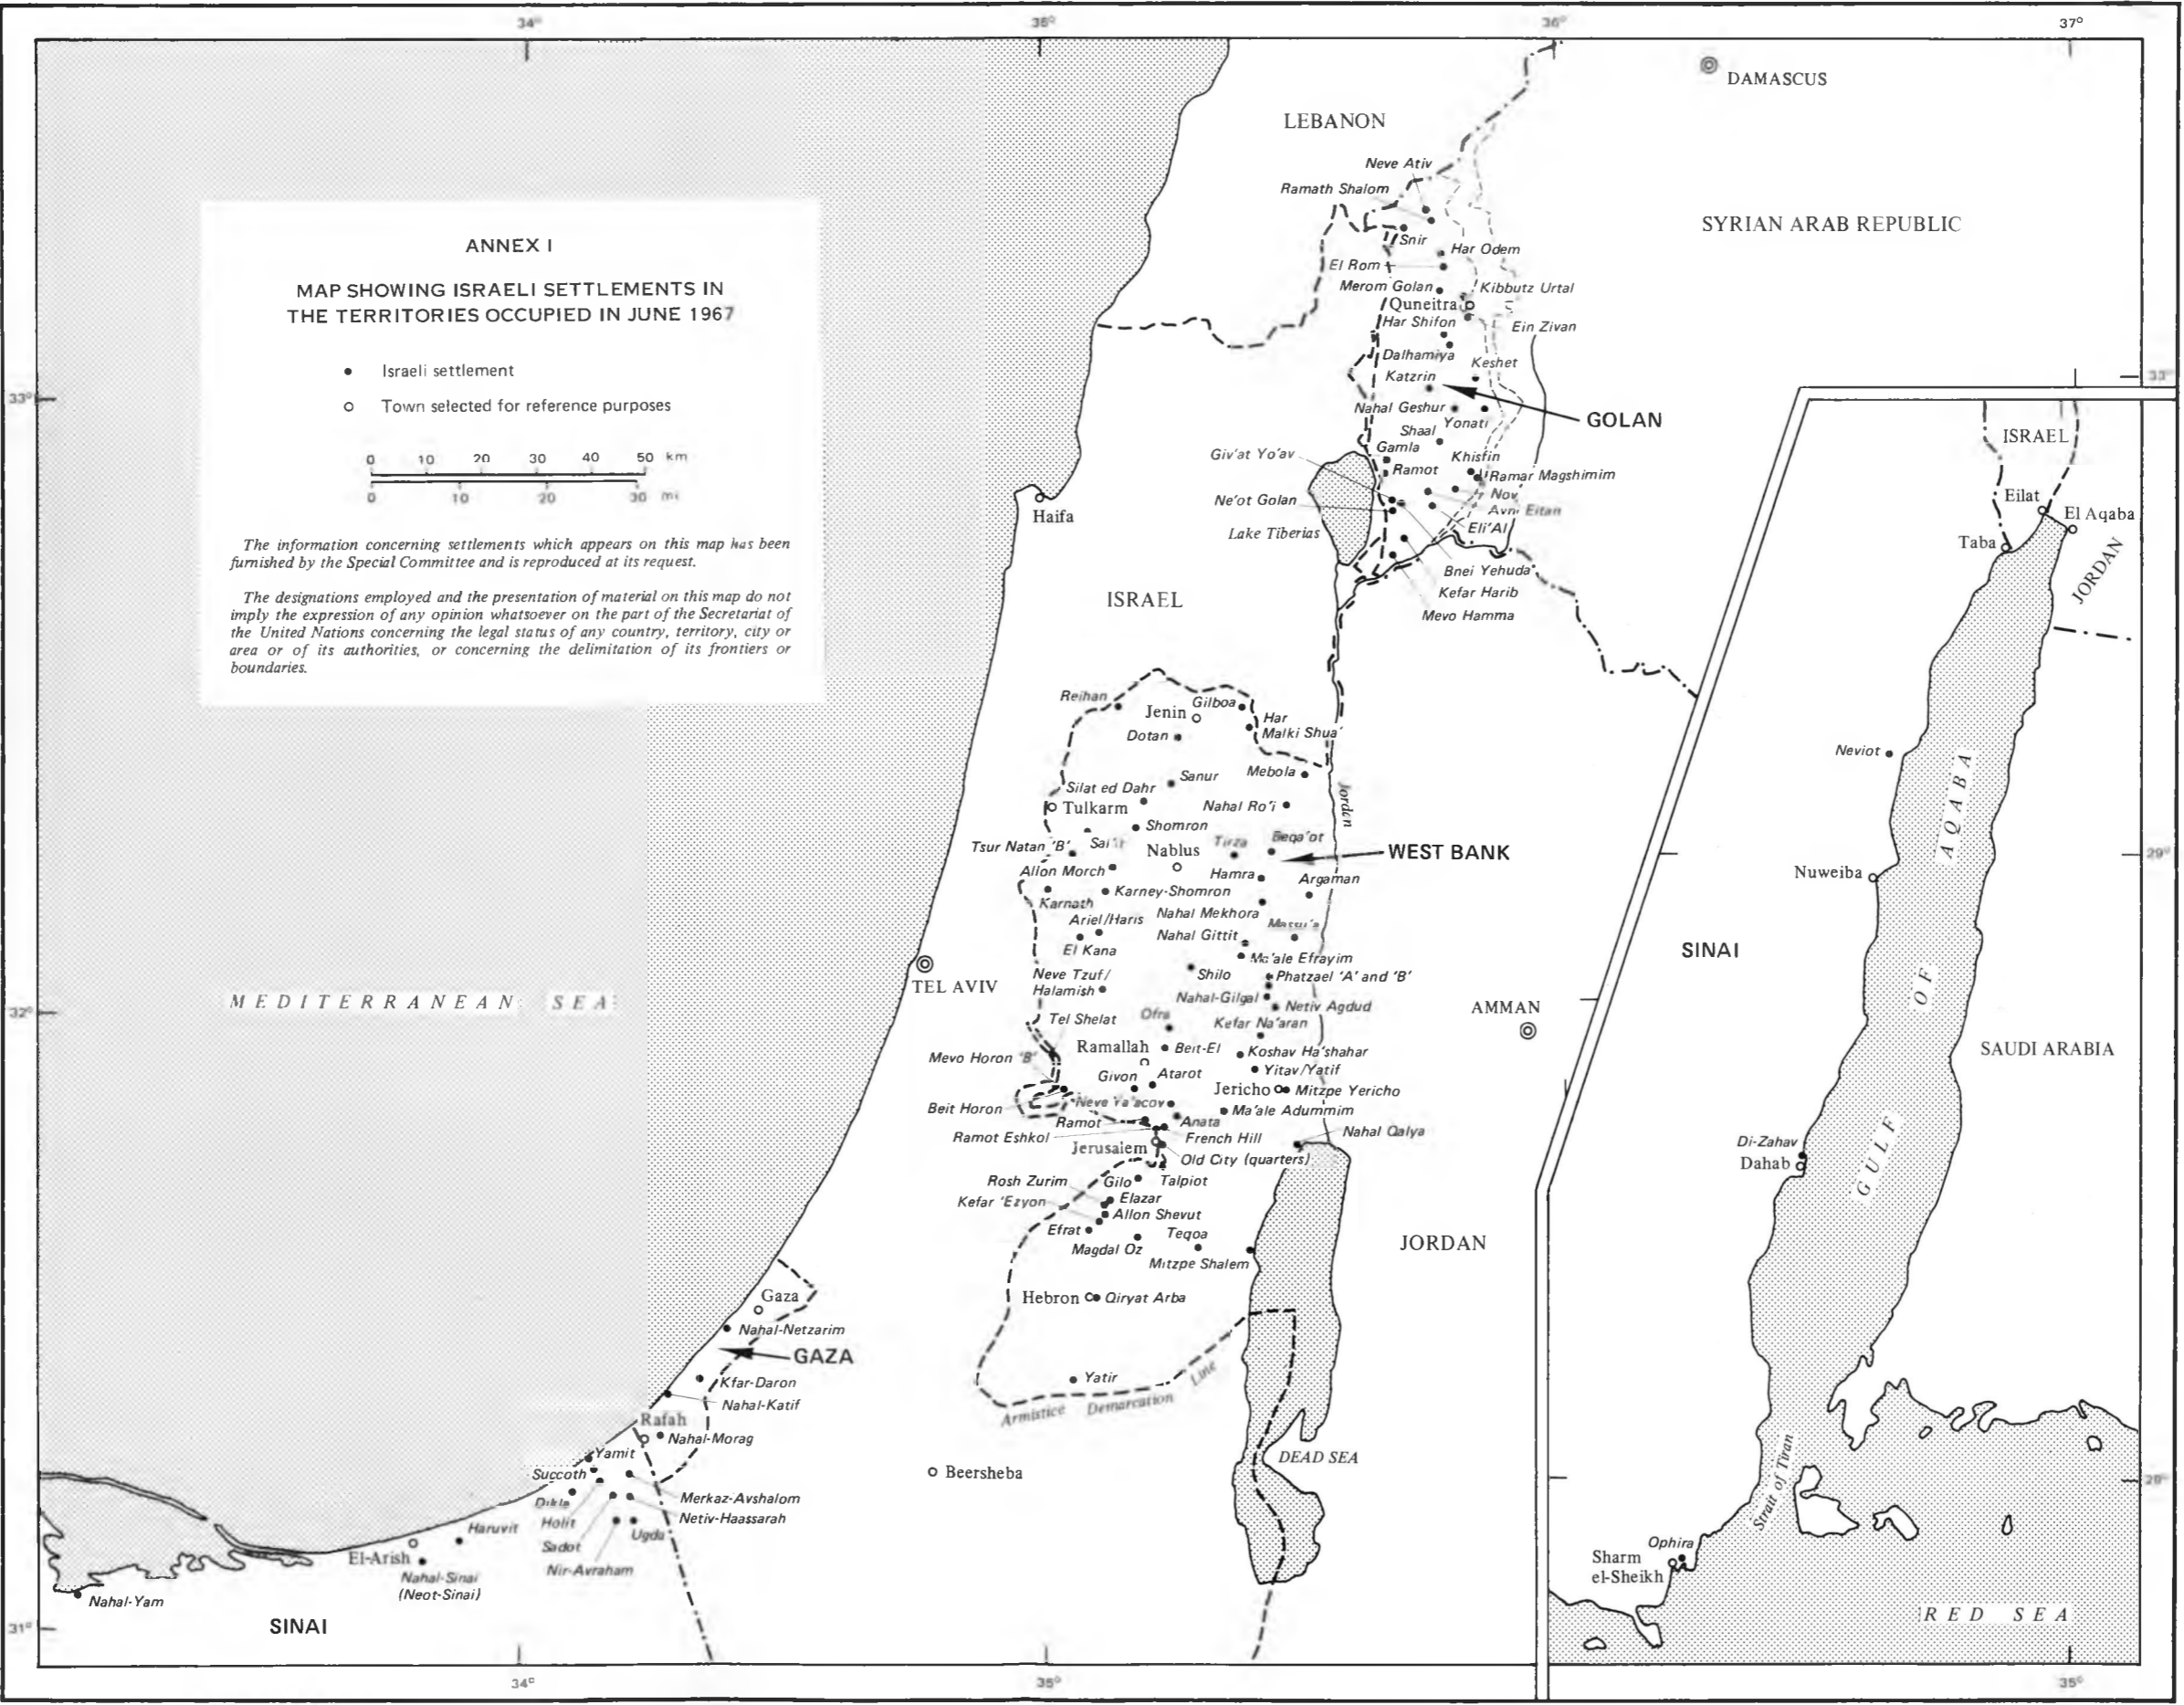 34°
35°
36°
37°
DAMASCUS
LEBANON
SYRIAN ARAB REPUBLIC
ANNEX I
MAP SHOWING ISRAELI SETTLEMENTS IN
THE TERRITORIES OCCUPIED IN JUNE 1967
Israeli settlement
Town selected for reference purposes
0 10 20 30 40 50 km
0 10 20 30 mi
The information concerning settlements which appears on this map has been
furnished by the Special Committee and is reproduced at its request.
The designations employed and the presentation of material on this map do not
imply the expression of any opinion whatsoever on the part of the Secretariat of
the United Nations concerning the legal status of any country, territory, city or
area or of its authorities, or concerning the delimitation of its frontiers or
boundaries.
Neve Ativ
Ramath Shalom
Snir
Har Odem
El Rom
Merom Golan
Kibbutz Urtal
Quneitra
Har Shifon
Ein Zivan
Dalhamiya
Keshet
Katzrin
33°
33°
Nahal Geshur
GOLAN
Yonati
Shaal
Gamla
Giv'at Yo'av
Khisfin
Ramot
Ramar Magshimim
Ne'ot Golan
Nov
Avni Eitan
Eli'Al
Lake Tiberias
Haifa
Bnei Yehuda
Kefar Harib
Mevo Hamma
ISRAEL
ISRAEL
Eilat
El Aqaba
Taba
JORDAN
Reihan
Gilboa
Jenin
Har
Malki Shua'
Dotan
Neviot
Sanur
Mebola
Silat ed Dahr
Tulkarm
Nahal Ro'i
Jorden
Shomron
Tsur Natan 'B'
Nablus
Tirza
Beqa'ot
WEST BANK
29°
Allon Morch
Hamra
Argaman
Nuweiba
Karney-Shomron
Karnath
Nahal Mekhora
Ariel/Haris
Massu'a
Nahal Gittit
El Kana
SINAI
Ma'ale Efrayim
Neve Tzuf/
Halamish
Shilo
Phatzael 'A' and 'B'
TEL AVIV
MEDITERRANEAN SEA
Nahal-Gilgal
Netiv Agdud
32°
AMMAN
Tel Shelat
Ofra
Kefar Na'aran
Ramallah
Beit-El
Koshav Ha'shahar
SAUDI ARABIA
Mevo Horon 'B'
Yitav/Yatif
Givon
Atarot
Jericho
Mitzpe Yericho
Beit Horon
Neve Ya'acov
Ma'ale Adummim
Ramot
Anata
Ramot Eshkol
French Hill
Nahal Qalya
Jerusalem
Old City (quarters)
Di-Zahav
Dahab
GULF OF AQABA
Rosh Zurim
Gilo
Talpiot
Kefar 'Ezyon
Elazar
Allon Shevut
Efrat
Teqoa
Magdal Oz
Mitzpe Shalem
JORDAN
Hebron
Qiryat Arba
Gaza
Nahal-Netzarim
GAZA
Yatir
Armistice Demarcation Line
Kfar-Daron
Nahal-Katif
Rafah
Nahal-Morag
DEAD SEA
Beersheba
Yamit
Succoth
28°
Strait of Tiran
Merkaz-Avshalom
Netiv-Haassarah
Dikla
Holit
Haruvit
Sadot
Ugda
Nir-Avraham
El-Arish
Nahal-Sinai
(Neot-Sinai)
Nahal-Yam
SINAI
Ophira
Sharm
el-Sheikh
RED SEA
31°
34°
35°
35°